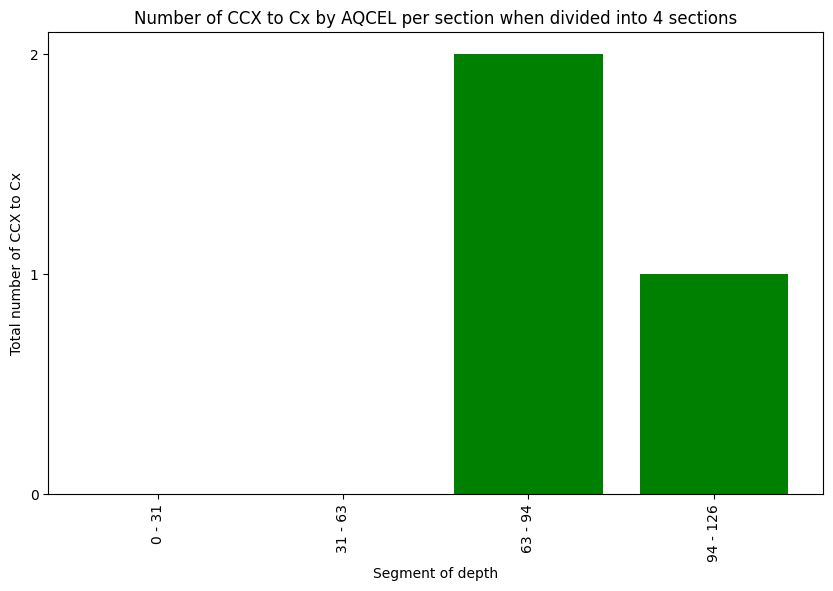 Number of CCX to Cx by AQCEL per section when divided into 4 sections
Total number of CCX to Cx
2
1
0
0 - 31
31 - 63
63 - 94
94 - 126
Segment of depth